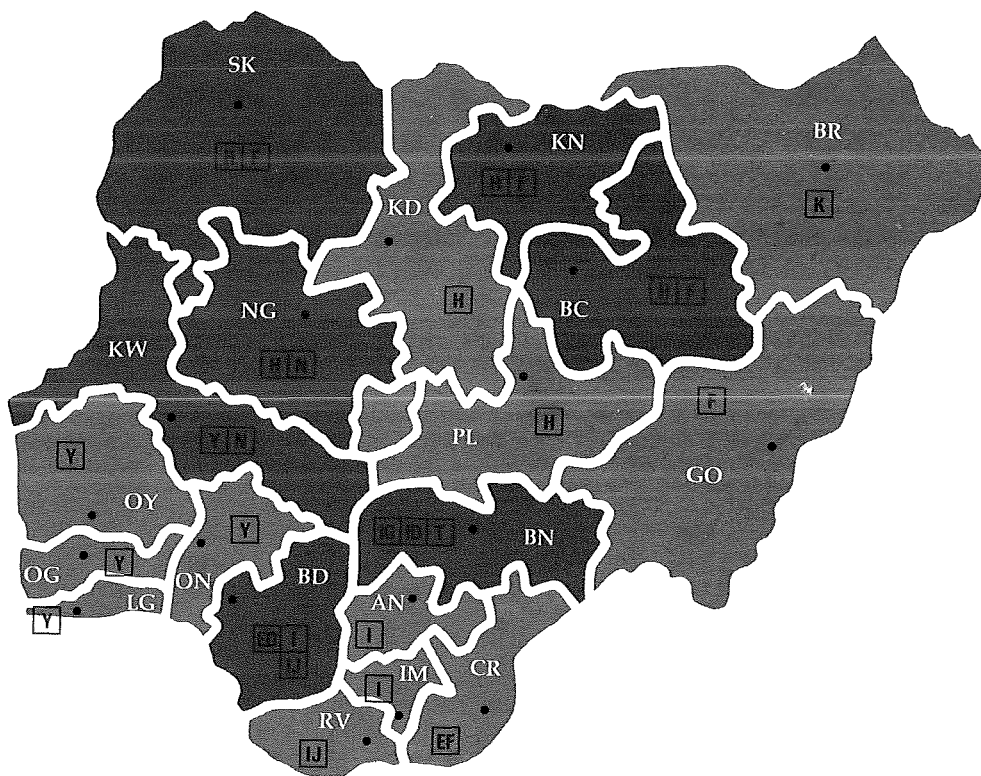 SK
H F
KN
H F
BR
K
KD
H
NG
H N
BC
H F
KW
Y N
PL
H
F
GO
Y
OY
Y
OG
Y
LG
Y
ON
BD
ED I
IJ
IG ID T
BN
AN
I
IM
I
CR
EF
RV
IJ